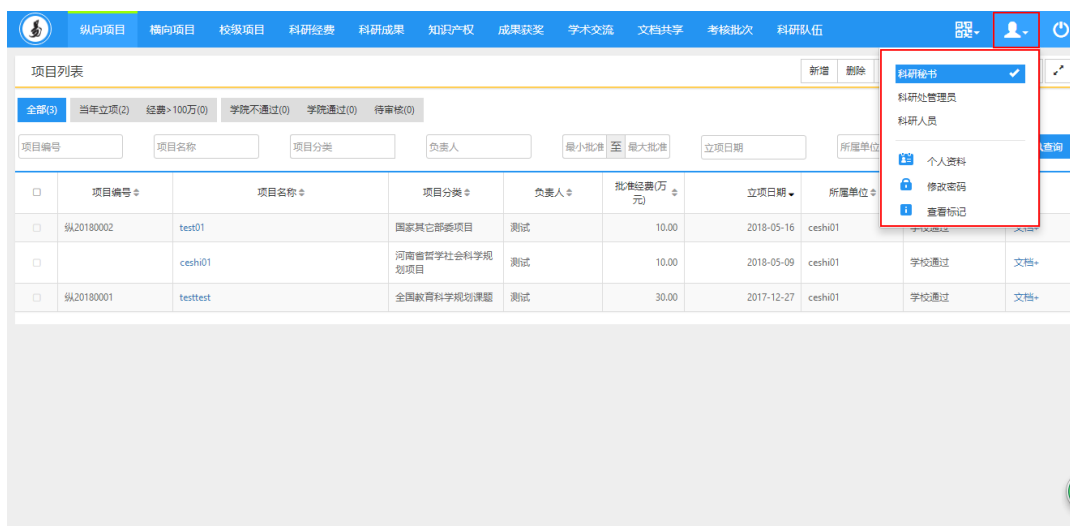 纵向项目 横向项目 校级项目 科研经费 科研成果 知识产权 成果获奖 学术交流 文档共享 考核批次 科研队伍
项目列表 新增 删除
全部(3) 当年立项(2) 经费>100万(0) 学院不通过(0) 学院通过(0) 待审核(0)
项目编号 项目名称 项目分类 负责人 最小批准 至 最大批准 立项日期 所属单位 查询
项目编号 项目名称 项目分类 负责人 批准经费(万
元) 立项日期 所属单位
纵20180002 test01 国家其它部委项目 测试 10.00 2018-05-16 ceshi01 学校通过 文档+
ceshi01 河南省哲学社会科学规
划项目 测试 10.00 2018-05-09 ceshi01 学校通过 文档+
纵20180001 testtest 全国教育科学规划课题 测试 30.00 2017-12-27 ceshi01 学校通过 文档+
科研秘书
科研处管理员
科研人员
个人资料
修改密码
查看标记